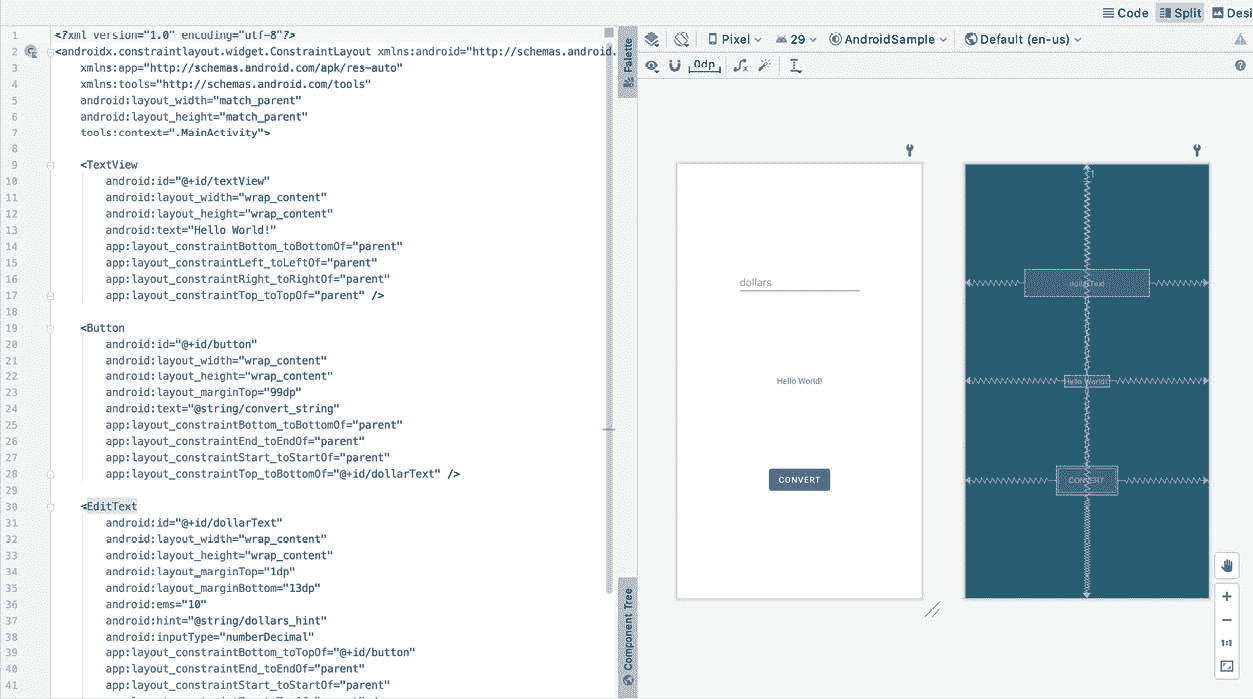 Code Split Desi
1 <?xml version="1.0" encoding="utf-8"?>
2 <androidx.constraintlayout.widget.ConstraintLayout xmlns:android="http://schemas.android.
3 xmlns:app="http://schemas.android.com/apk/res-auto"
4 xmlns:tools="http://schemas.android.com/tools"
5 android:layout_width="match_parent"
6 android:layout_height="match_parent"
7 tools:context=".MainActivity">
8
9 <TextView
10 android:id="@+id/textView"
11 android:layout_width="wrap_content"
12 android:layout_height="wrap_content"
13 android:text="Hello World!"
14 app:layout_constraintBottom_toBottomOf="parent"
15 app:layout_constraintLeft_toLeftOf="parent"
16 app:layout_constraintRight_toRightOf="parent"
17 app:layout_constraintTop_toTopOf="parent" />
18
19 <Button
20 android:id="@+id/button"
21 android:layout_width="wrap_content"
22 android:layout_height="wrap_content"
23 android:layout_marginTop="99dp"
24 android:text="@string/convert_string"
25 app:layout_constraintBottom_toBottomOf="parent"
26 app:layout_constraintEnd_toEndOf="parent"
27 app:layout_constraintStart_toStartOf="parent"
28 app:layout_constraintTop_toBottomOf="@+id/dollarText" />
29
30 <EditText
31 android:id="@+id/dollarText"
32 android:layout_width="wrap_content"
33 android:layout_height="wrap_content"
34 android:layout_marginTop="1dp"
35 android:layout_marginBottom="13dp"
36 android:ems="10"
37 android:hint="@string/dollars_hint"
38 android:inputType="numberDecimal"
39 app:layout_constraintBottom_toTopOf="@+id/button"
40 app:layout_constraintEnd_toEndOf="parent"
41 app:layout_constraintStart_toStartOf="parent"
Palette
Component Tree
Pixel 29 AndroidSample Default (en-us)
0dp
dollars
Hello World!
CONVERT
1
dollarText
Hello World!
CONVERT
1:1